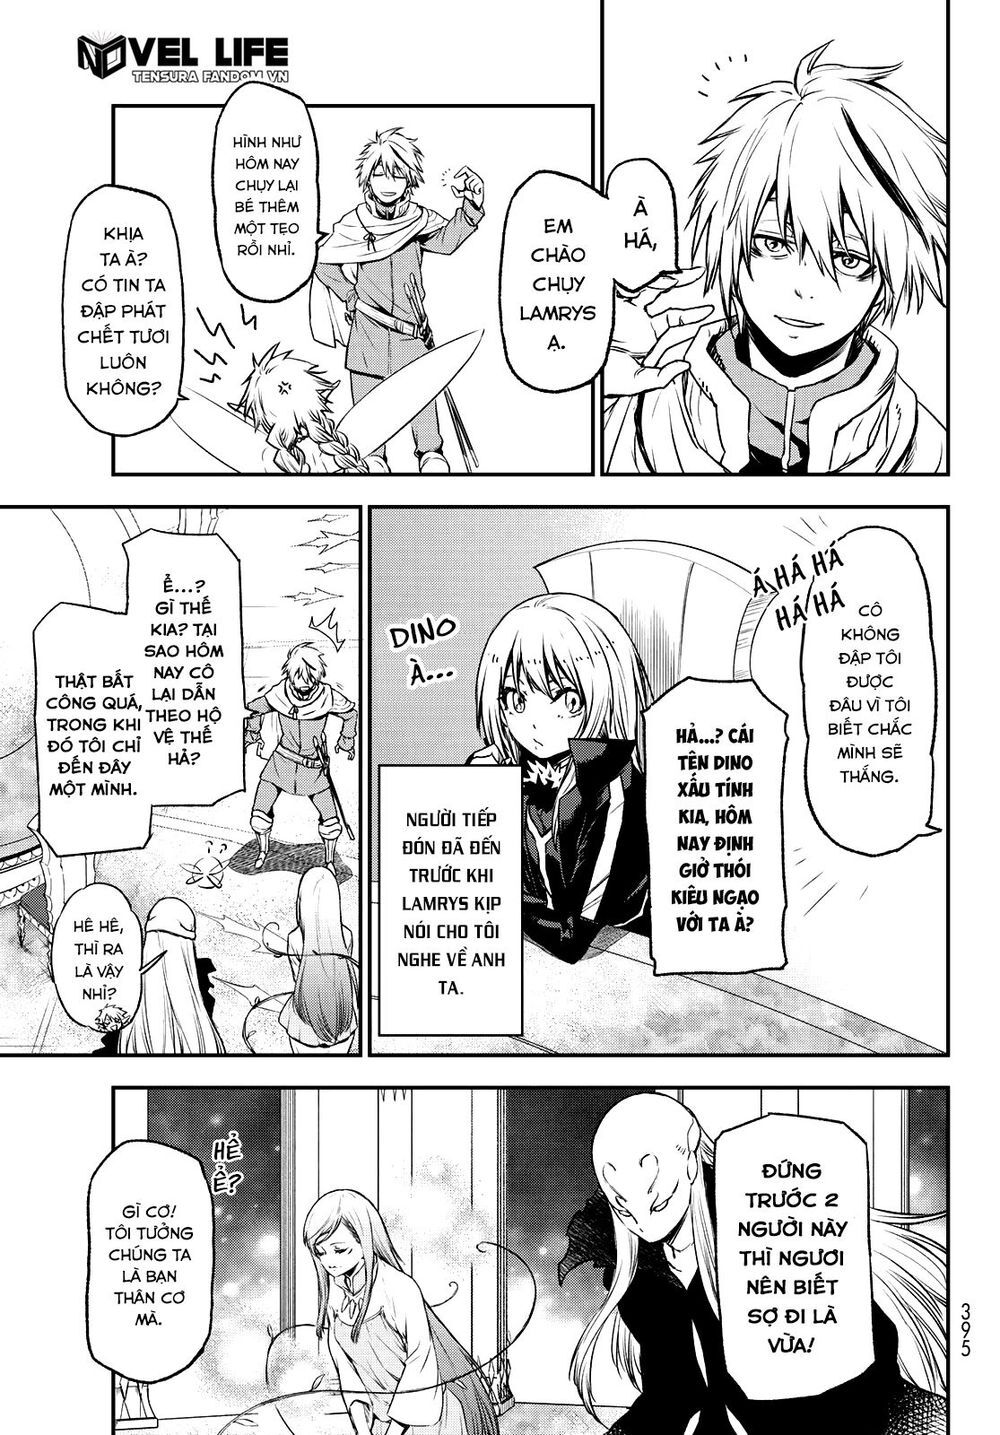 NOVEL LIFE
TENSURA FANDOM VN
À
HÁ,
EM
CHÀO
CHỤY
LAMRYS
Ạ.
HÌNH NHƯ
HÔM NAY
CHỤY LẠI
BÉ THÊM
MỘT TẸO
RỒI NHỈ.
KHỊA
TA À?
CÓ TIN TA
ĐẬP PHÁT
CHẾT TƯƠI
LUÔN
KHÔNG?
Á HÁ HÁ
HÁ HÁ
CÔ
KHÔNG
ĐẬP TÔI
ĐƯỢC
ĐÂU VÌ TÔI
BIẾT CHẮC
MÌNH SẼ
THẮNG.
HẢ...? CÁI
TÊN DINO
XẤU TÍNH
KIA, HÔM
NAY ĐỊNH
GIỞ THÓI
KIÊU NGẠO
VỚI TA À?
DINO
À...
NGƯỜI TIẾP
ĐÓN ĐÃ ĐẾN
TRƯỚC KHI
LAMRYS KỊP
NÓI CHO TÔI
NGHE VỀ ANH
TA.
Ể...?
GÌ THẾ
KIA? TẠI
SAO HÔM
NAY CÔ
LẠI DẪN
THEO HỘ
VỆ THẾ
HẢ?
THẬT BẤT
CÔNG QUÁ,
TRONG KHI
ĐÓ TÔI CHỈ
ĐẾN ĐÂY
MỘT MÌNH.
HÊ HÊ,
THÌ RA
LÀ VẬY
NHỈ?
ĐỨNG
TRƯỚC 2
NGƯỜI NÀY
THÌ NGƯƠI
NÊN BIẾT
SỢ ĐI LÀ
VỪA!
HỂ
Ể?
GÌ CƠ!
TÔI TƯỞNG
CHÚNG TA
LÀ BẠN
THÂN CƠ
MÀ.
395